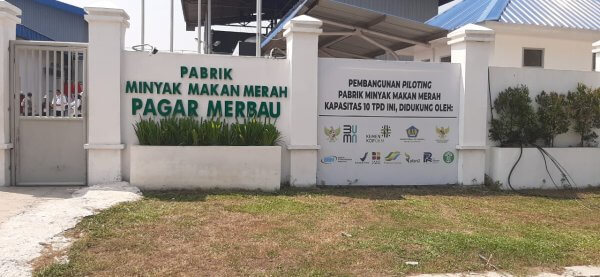 PABRIK
MINYAK MAKAN MERAH
PAGAR MERBAU
PEMBANGUNAN PILOTING
PABRIK MINYAK MAKAN MERAH
KAPASITAS 10 TPD INI, DIDUKUNG OLEH: